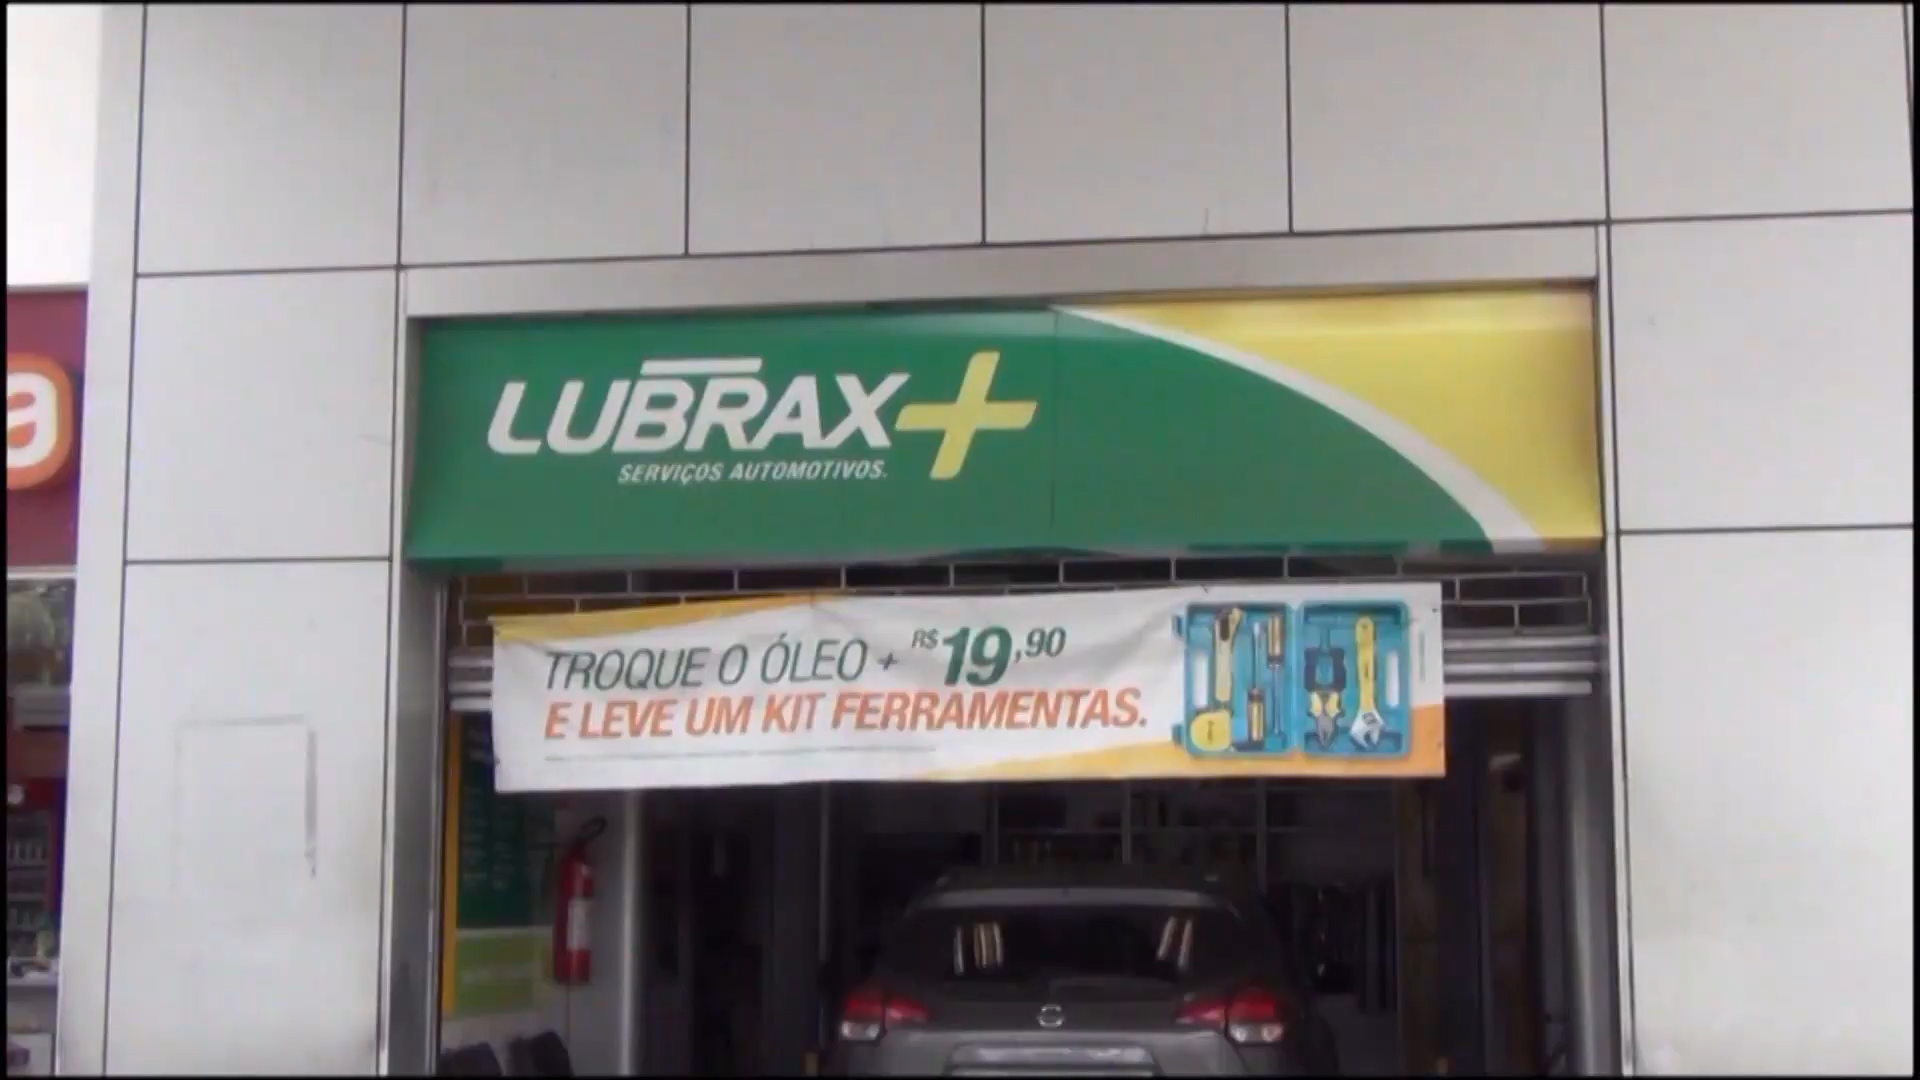 a
LUBRAX+
SERVIÇOS AUTOMOTIVOS.
TROQUE O ÓLEO + R$ 19,90
E LEVE UM KIT FERRAMENTAS.